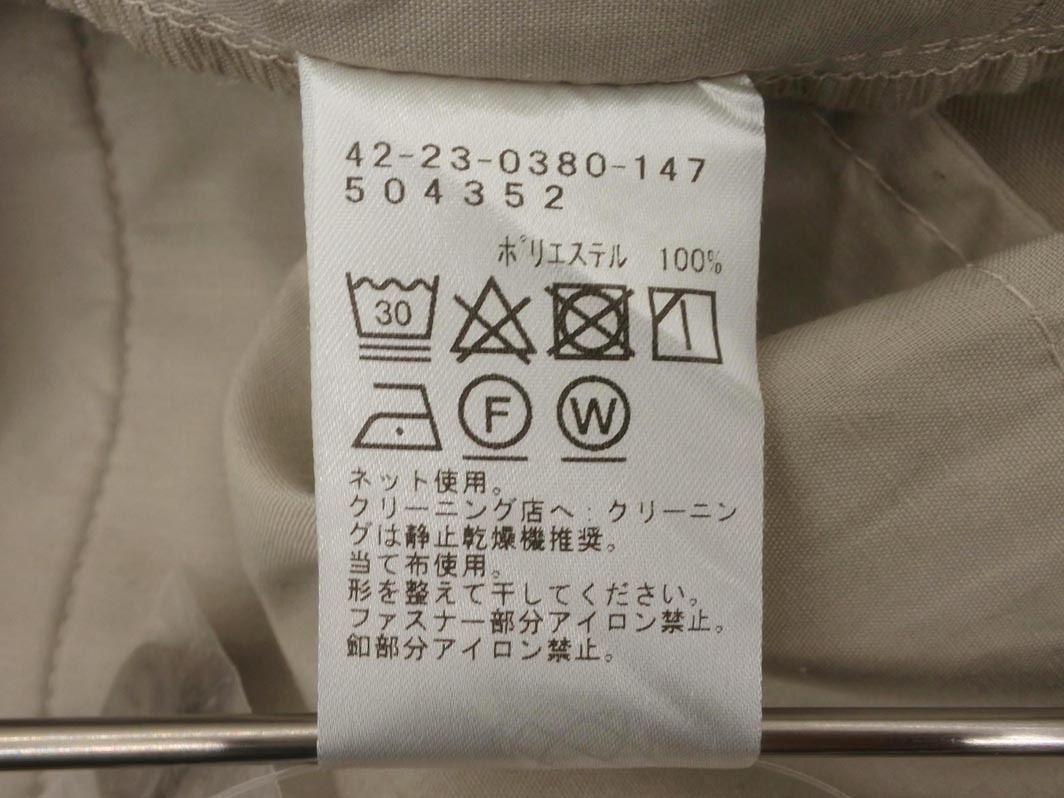 42-23-0380-147
504352
ポリエステル 100%
30
F W
ネット使用。
クリーニング店へ:クリーニン
グは静止乾燥機推奨。
当て布使用。
形を整えて干してください。
ファスナー部分アイロン禁止。
釦部分アイロン禁止。